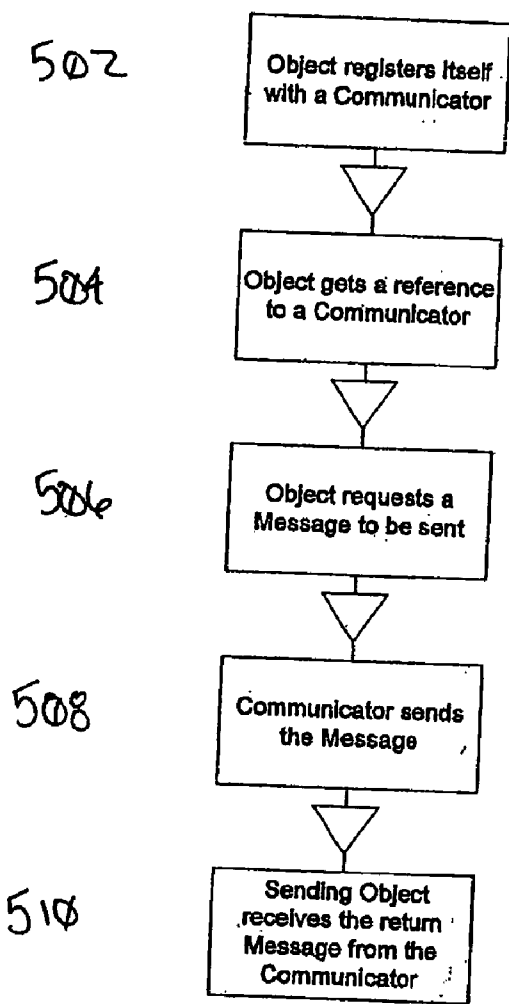 502
Object registers itself
with a Communicator
504
Object gets a reference
to a Communicator
506
Object requests a
Message to be sent
508
Communicator sends
the Message
510
Sending Object
receives the return
Message from the
Communicator